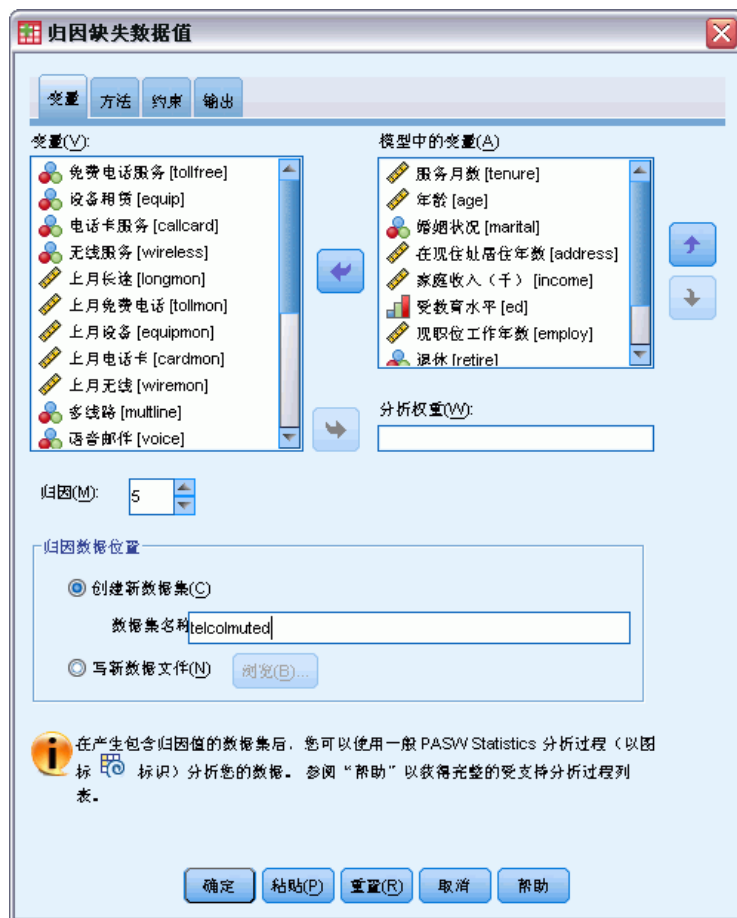 归因缺失数据值
变量 方法 约束 输出
变量(V):
免费电话服务 [tollfree]
设备租赁 [equip]
电话卡服务 [callcard]
无线服务 [wireless]
上月长途 [longmon]
上月免费电话 [tollmon]
上月设备 [equipmon]
上月电话卡 [cardmon]
上月无线 [wiremon]
多线路 [multline]
语音邮件 [voice]
模型中的变量(A)
服务月数 [tenure]
年龄 [age]
婚姻状况 [marital]
在现住址居住年数 [address]
家庭收入（千） [income]
受教育水平 [ed]
现职位工作年数 [employ]
退休 [retire]
分析权重(W):
归因(M): 5
归因数据位置
创建新数据集(C)
数据集名称 telcolmuted
写新数据文件(N) 浏览(B)...
在产生包含归因值的数据集后，您可以使用一般 PASW Statistics 分析过程（以图
标 标识）分析您的数据。 参阅“帮助”以获得完整的受支持分析过程列
表。
确定 粘贴(P) 重置(R) 取消 帮助